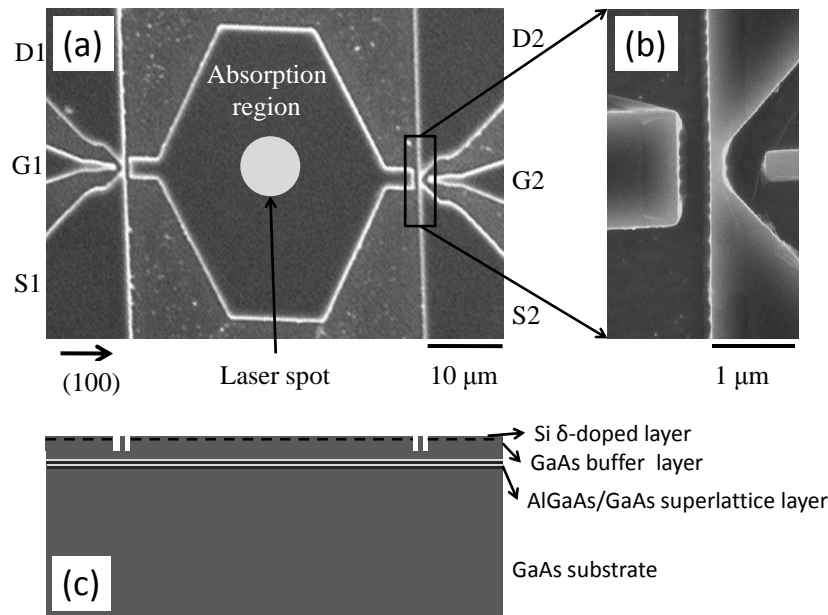 (a)
D1
Absorption
region
G1
S1
(100)
Laser spot
10 μm
D2
G2
S2
(b)
1 μm
Si δ-doped layer
GaAs buffer layer
AlGaAs/GaAs superlattice layer
GaAs substrate
(c)